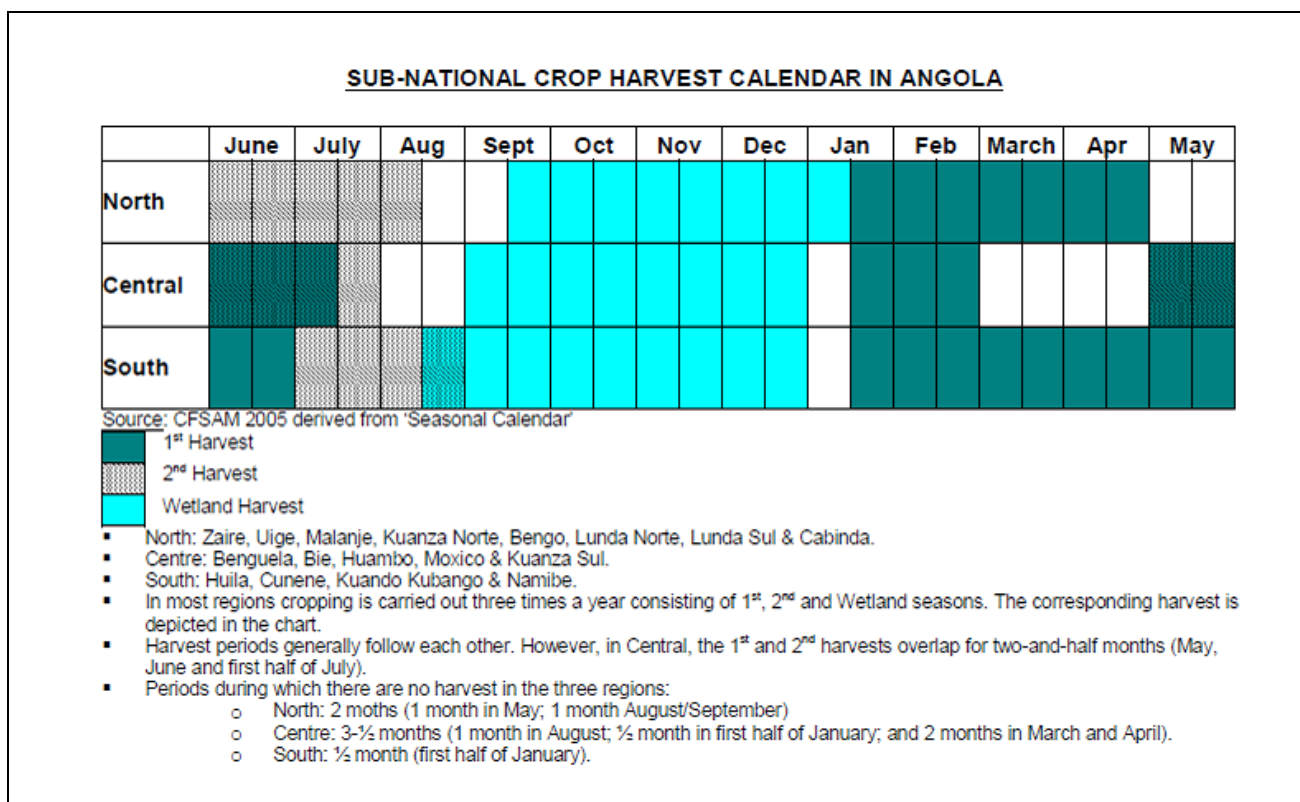 SUB-NATIONAL CROP HARVEST CALENDAR IN ANGOLA
June July Aug Sept Oct Nov Dec Jan Feb March Apr May
North
Central
South
Source: CFSAM 2005 derived from 'Seasonal Calendar'
1st Harvest
2nd Harvest
Wetland Harvest
▪ North: Zaire, Uige, Malanje, Kuanza Norte, Bengo, Lunda Norte, Lunda Sul & Cabinda.
▪ Centre: Benguela, Bie, Huambo, Moxico & Kuanza Sul.
▪ South: Huila, Cunene, Kuando Kubango & Namibe.
▪ In most regions cropping is carried out three times a year consisting of 1st, 2nd and Wetland seasons. The corresponding harvest is
depicted in the chart.
▪ Harvest periods generally follow each other. However, in Central, the 1st and 2nd harvests overlap for two-and-half months (May,
June and first half of July).
▪ Periods during which there are no harvest in the three regions:
o North: 2 moths (1 month in May; 1 month August/September)
o Centre: 3-½ months (1 month in August; ½ month in first half of January; and 2 months in March and April).
o South: ½ month (first half of January).